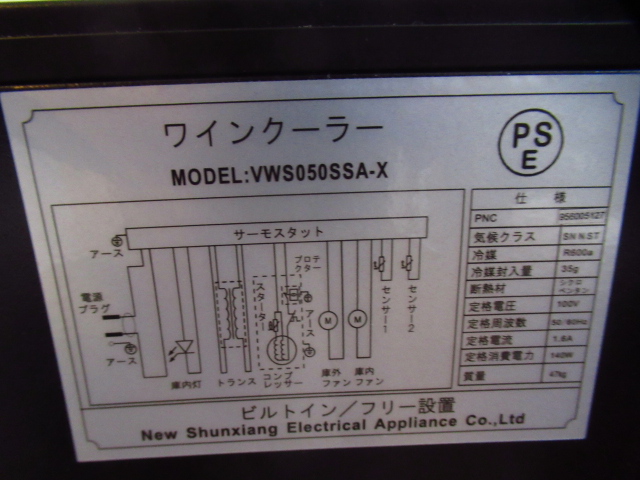 ワインクーラー
PS
E
MODEL:VWS050SSA-X
サーモスタット
アース
電源
プラグ
アース
庫内灯
トランス
スターター
プロテ
クター
アース
コンプ
レッサー
M
M
庫外
ファン
庫内
ファン
センサー1
センサー2
仕 様
PNC 956005127
気候クラス SN N/ST
冷媒 R600a
冷媒封入量 35g
断熱材 シクロ
ペンタン
定格電圧 100V
定格周波数 50/60Hz
定格電流 1.6A
定格消費電力 140W
質量 47kg
ビルトイン/フリー設置
New Shunxiang Electrical Appliance Co.,Ltd